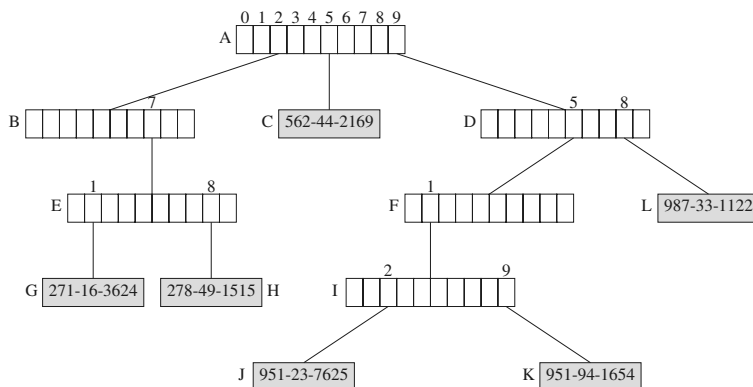 0 1 2 3 4 5 6 7 8 9
A
7
5 8
B
C 562-44-2169
D
1
8
1
E
F
L 987-33-1122
2 9
G 271-16-3624
278-49-1515 H
I
J 951-23-7625
K 951-94-1654